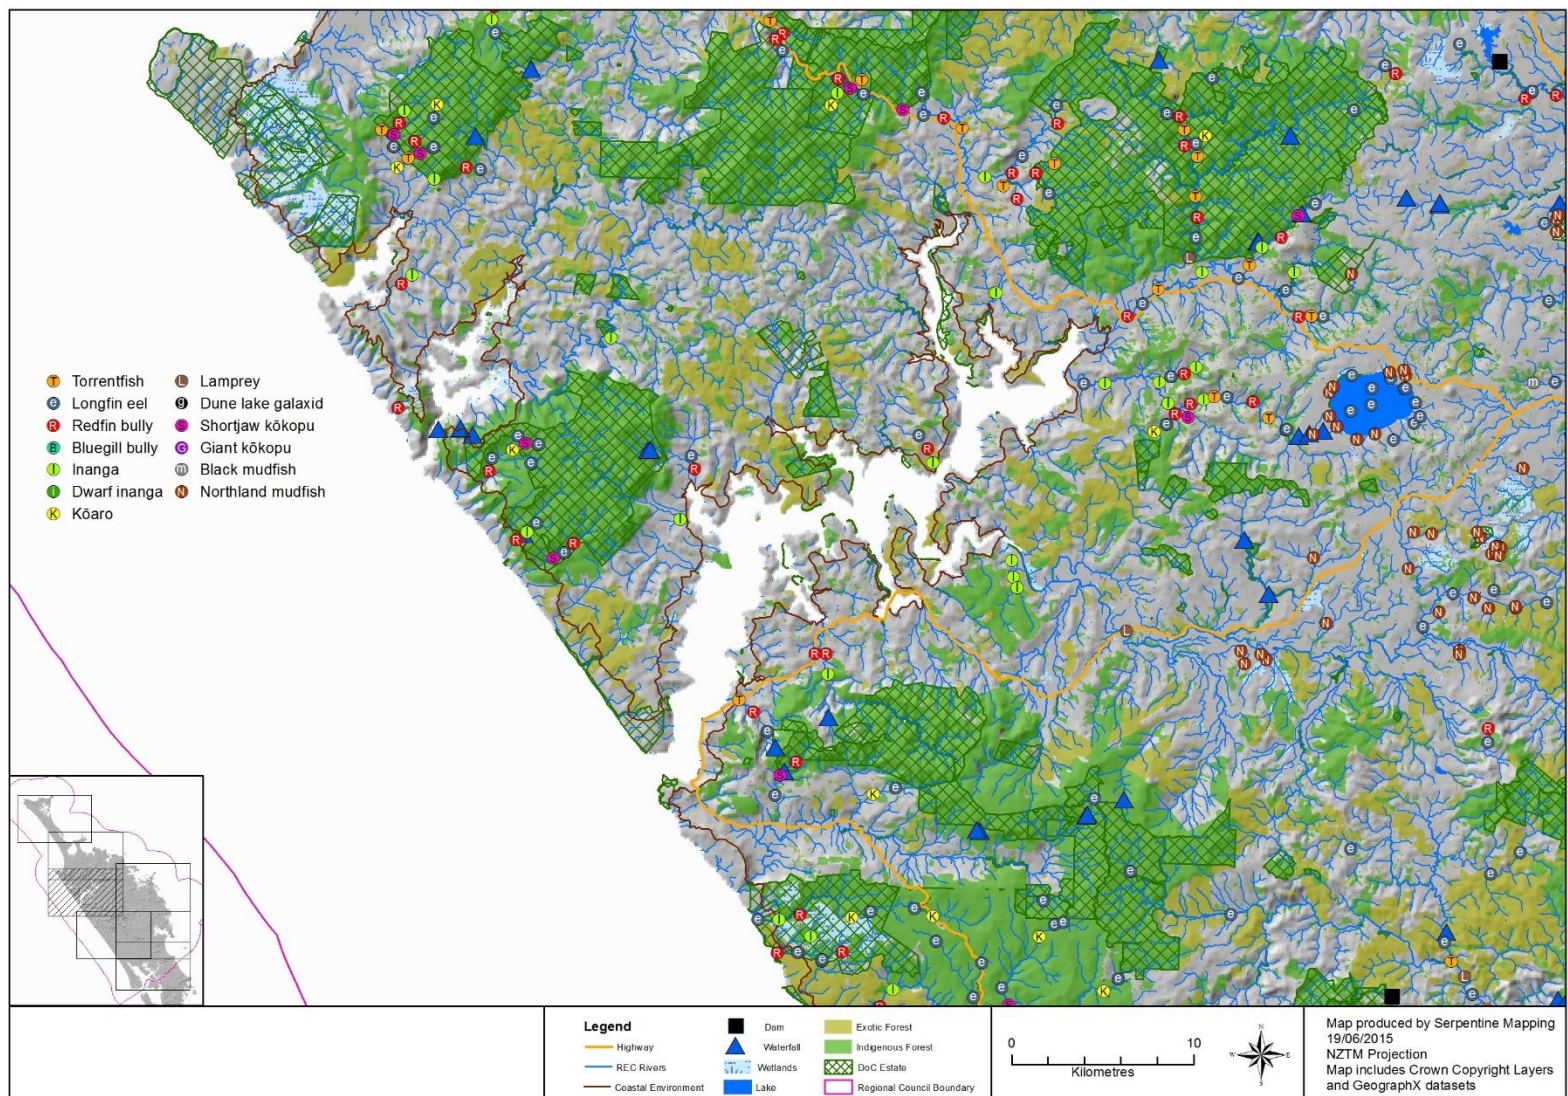 T Torrentfish
e Longfin eel
R Redfin bully
B Bluegill bully
I Inanga
i Dwarf inanga
K Kōaro
L Lamprey
g Dune lake galaxid
S Shortjaw kōkopu
G Giant kōkopu
m Black mudfish
N Northland mudfish
Legend
Highway
REC Rivers
Coastal Environment
Dam
Waterfall
Wetlands
Lake
Exotic Forest
Indigenous Forest
DoC Estate
Regional Council Boundary
0 10
Kilometres
N
W E
S
Map produced by Serpentine Mapping
19/06/2015
NZTM Projection
Map includes Crown Copyright Layers
and GeographX datasets